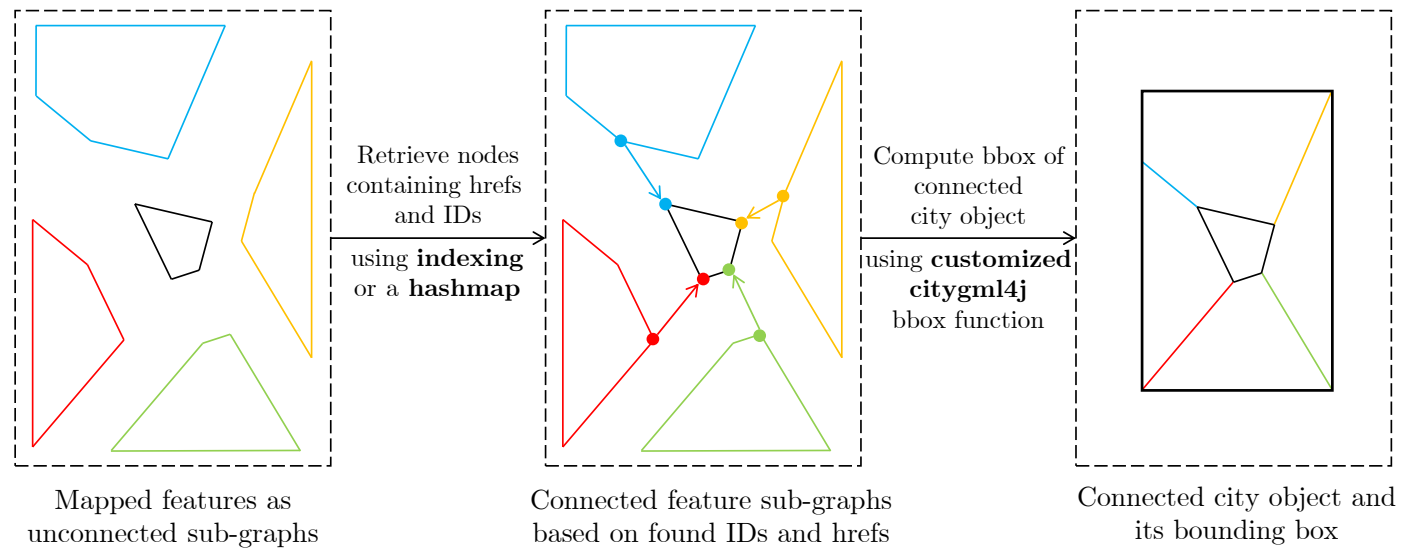 Retrieve nodes
containing hrefs
and IDs
using indexing
or a hashmap
Compute bbox of
connected
city object
using customized
citygml4j
bbox function
Mapped features as
unconnected sub-graphs
Connected feature sub-graphs
based on found IDs and hrefs
Connected city object and
its bounding box